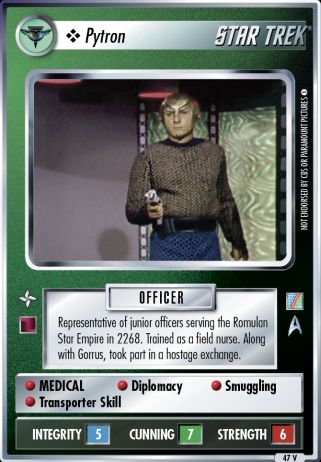 ❖ Pytron
STAR TREK
NOT ENDORSED BY CBS OR PARAMOUNT PICTURES
OFFICER
Representative of junior officers serving the Romulan
Star Empire in 2268. Trained as a field nurse. Along
with Gorrus, took part in a hostage exchange.
MEDICAL Diplomacy Smuggling
Transporter Skill
INTEGRITY 5 CUNNING 7 STRENGTH 6
47 V